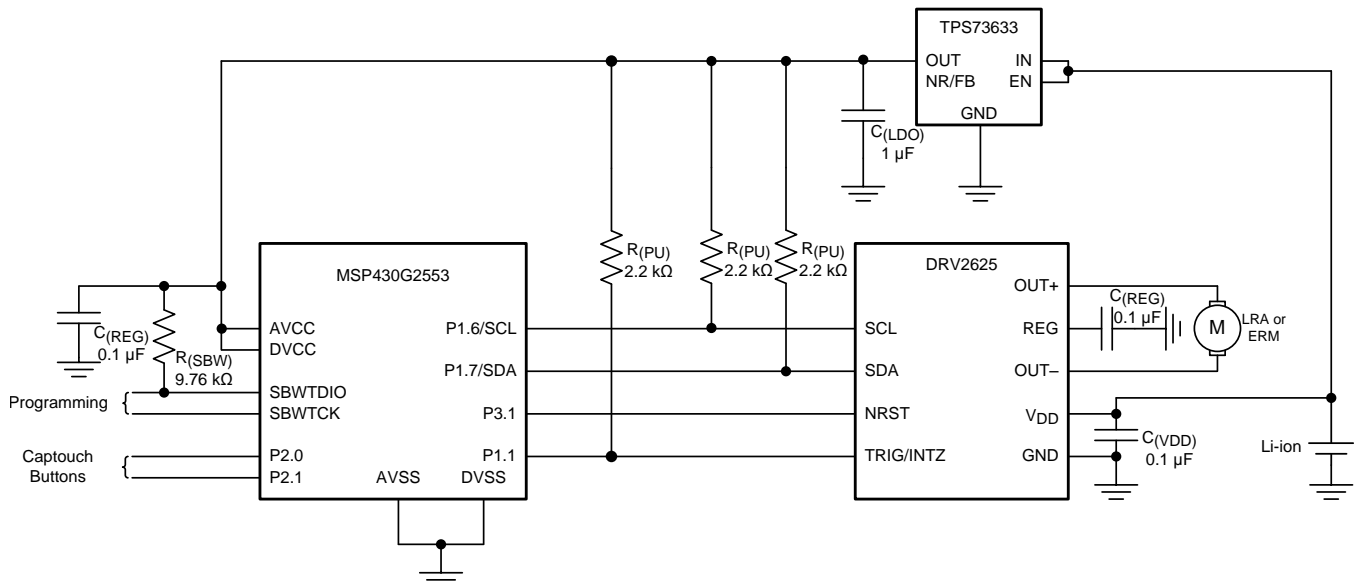 TPS73633
OUT
NR/FB
IN
EN
GND
C(LDO)
1 µF
R(PU)
2.2 kΩ
R(PU)
2.2 kΩ
R(PU)
2.2 kΩ
MSP430G2553
AVCC
DVCC
SBWTDIO
SBWTCK
P2.0
P2.1
P1.6/SCL
P1.7/SDA
P3.1
P1.1
AVSS
DVSS
C(REG)
0.1 µF
R(SBW)
9.76 kΩ
Programming
Captouch
Buttons
DRV2625
SCL
SDA
NRST
TRIG/INTZ
OUT+
REG
OUT–
VDD
GND
C(REG)
0.1 µF
M
LRA or
ERM
C(VDD)
0.1 µF
Li-ion